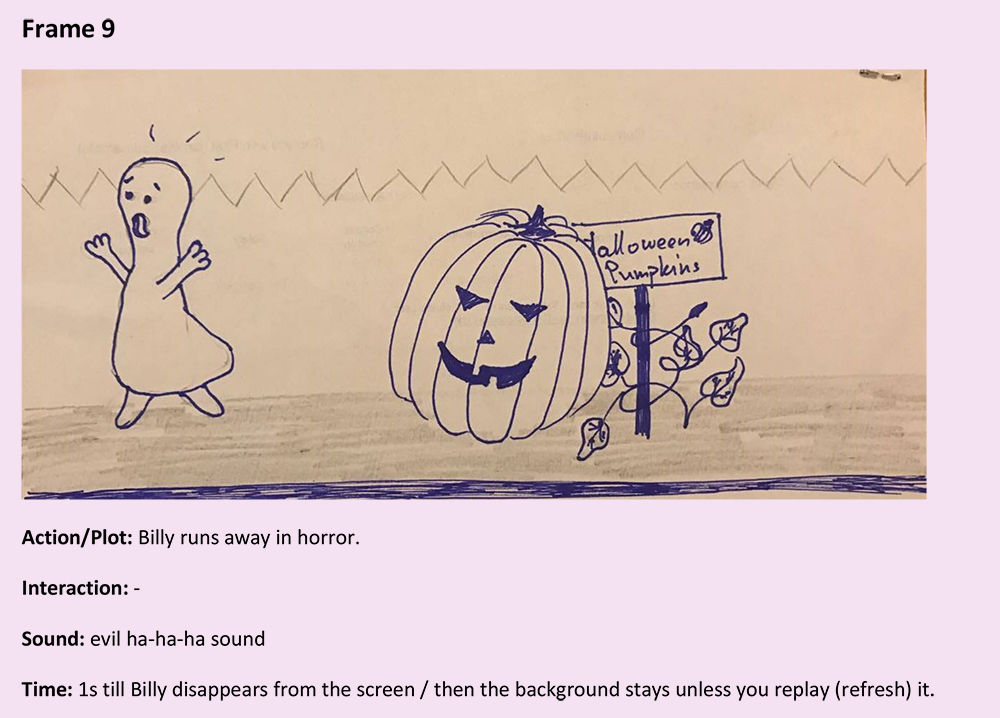 Frame 9
Halloween
Pumpkins
Action/Plot: Billy runs away in horror.
Interaction: -
Sound: evil ha-ha-ha sound
Time: 1s till Billy disappears from the screen / then the background stays unless you replay (refresh) it.